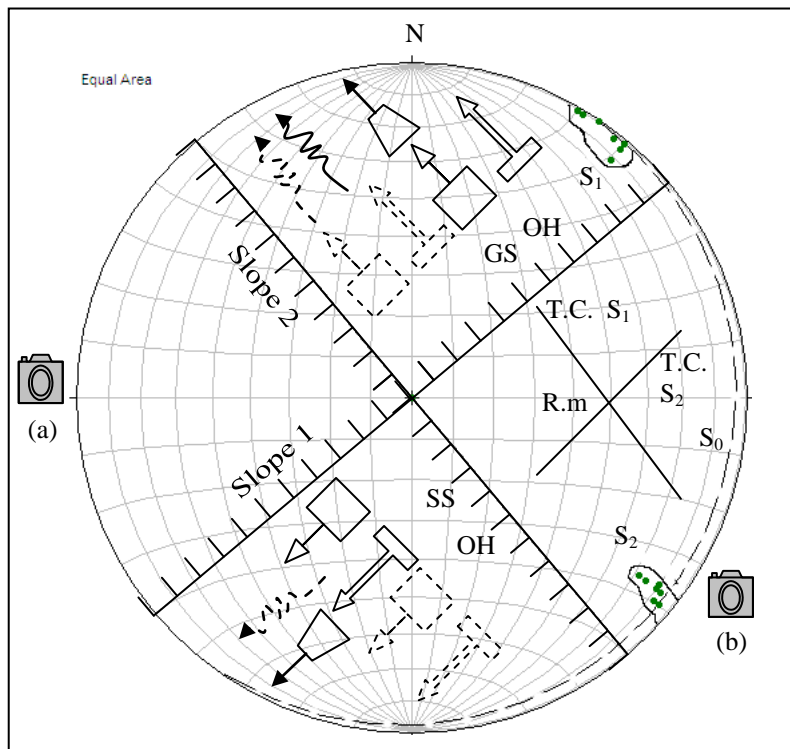 N
Equal Area
S1
OH
GS
Slope 2
T.C. S1
T.C.
S2
R.m
(a)
S0
Slope 1
SS
OH
S2
(b)